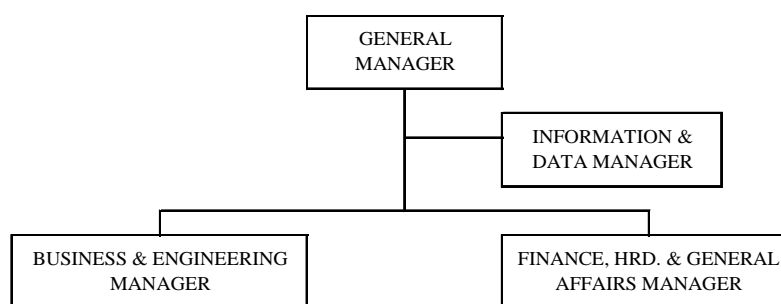 GENERAL
MANAGER
INFORMATION &
DATA MANAGER
BUSINESS & ENGINEERING
MANAGER
FINANCE, HRD. & GENERAL
AFFAIRS MANAGER